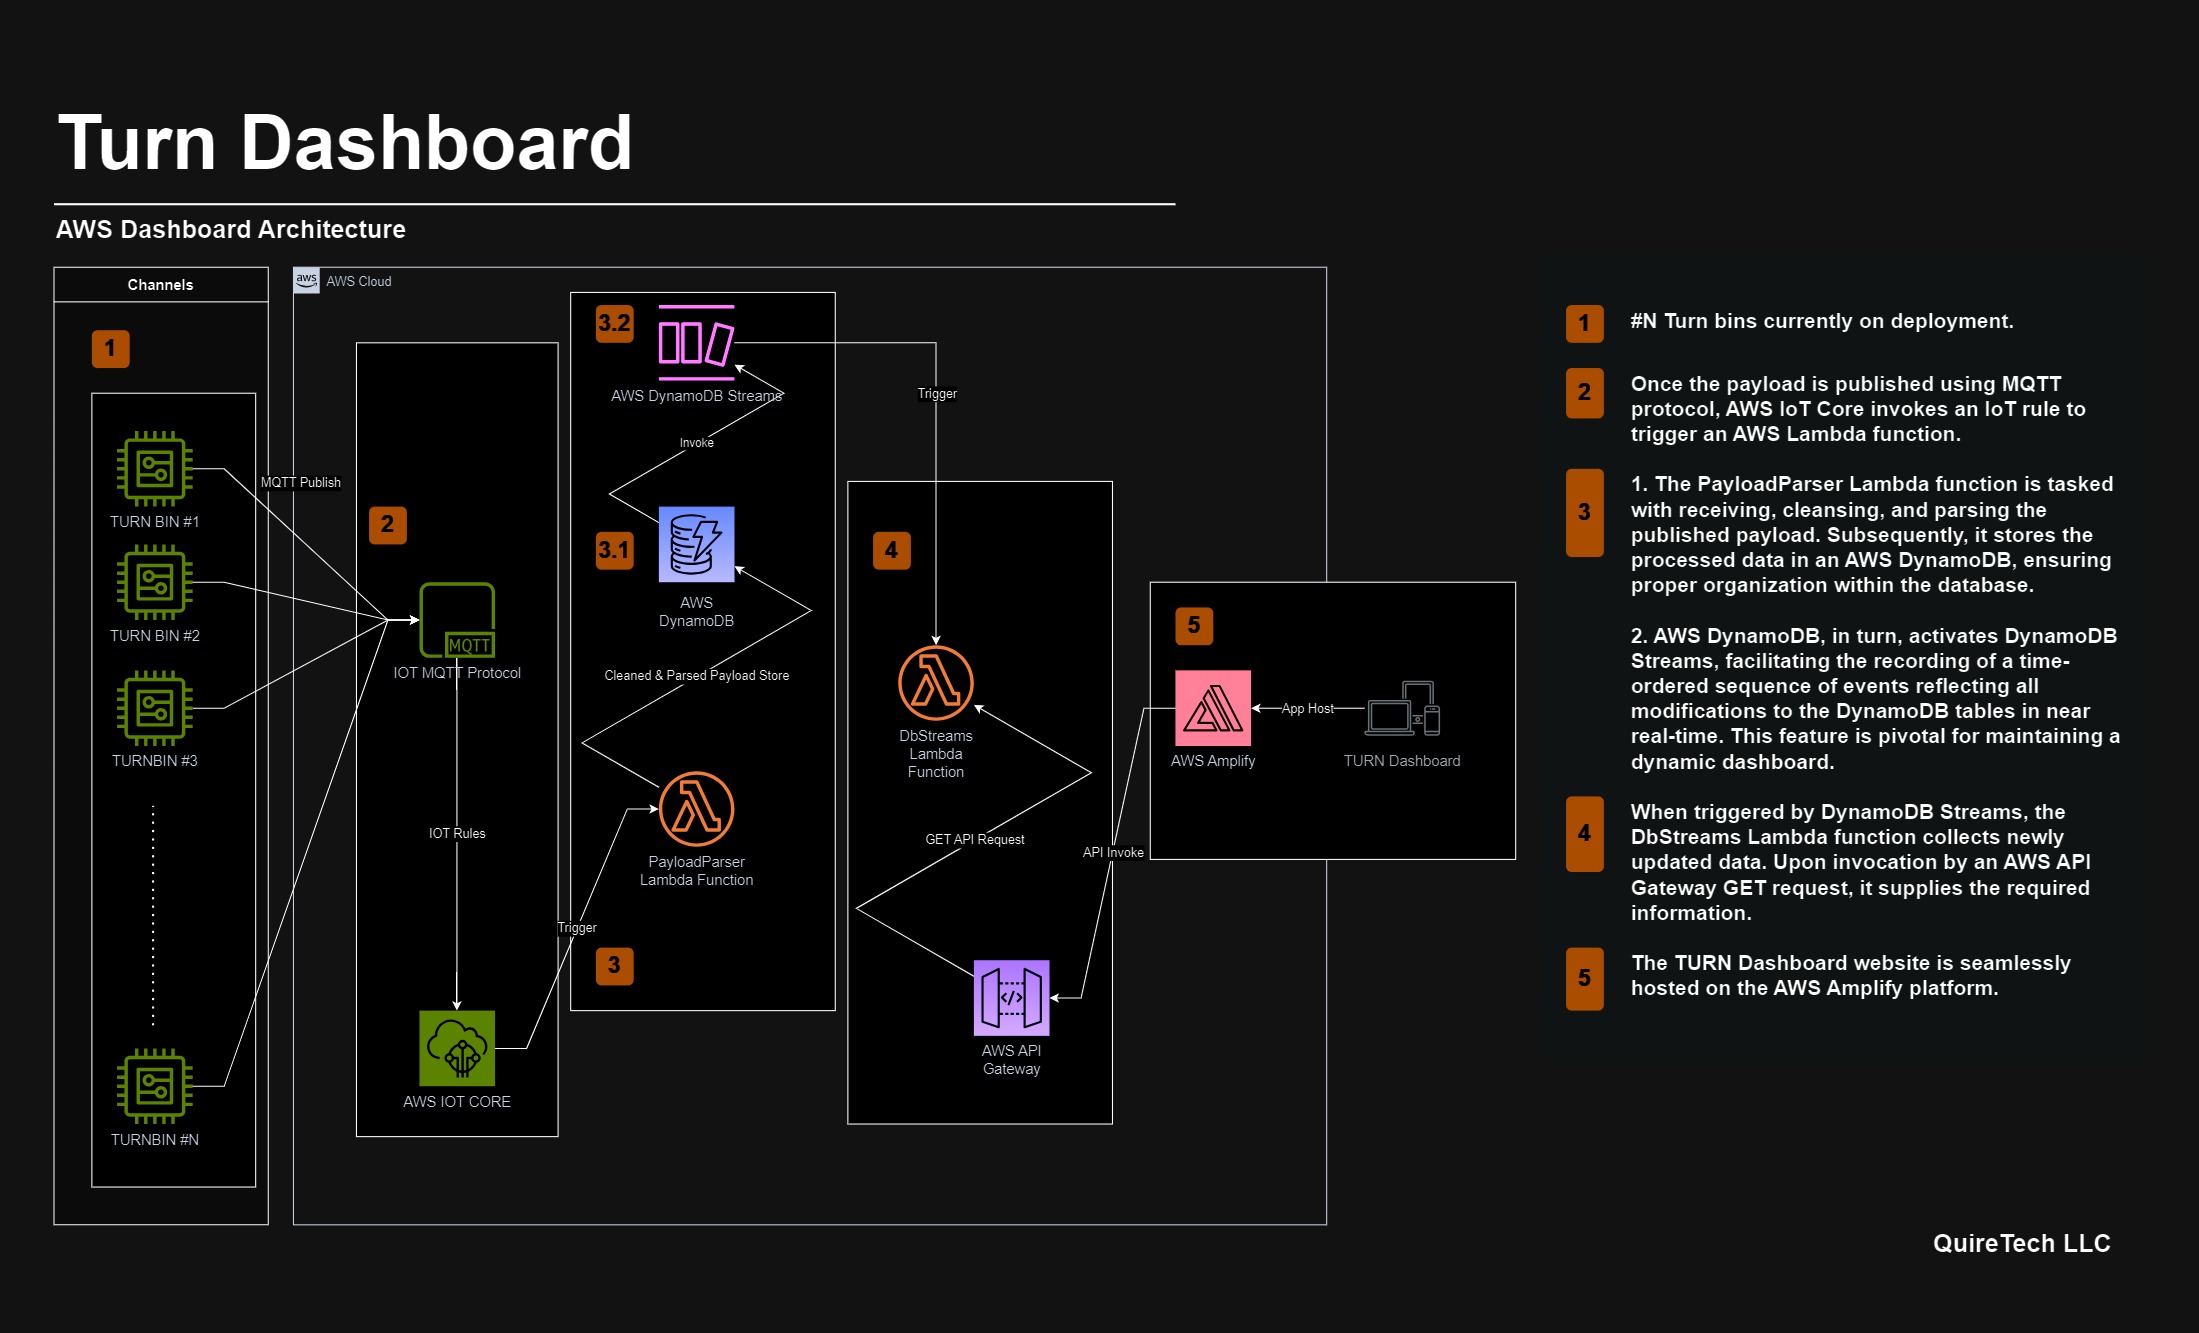 Turn Dashboard
AWS Dashboard Architecture
Channels
1
TURN BIN #1
TURN BIN #2
TURNBIN #3
TURNBIN #N
MQTT Publish
aws
AWS Cloud
2
MQTT
IOT MQTT Protocol
IOT Rules
AWS IOT CORE
Trigger
3.2
AWS DynamoDB Streams
Invoke
3.1
AWS
DynamoDB
Cleaned & Parsed Payload Store
PayloadParser
Lambda Function
3
Trigger
4
DbStreams
Lambda
Function
GET API Request
</>
AWS API
Gateway
API Invoke
5
AWS Amplify
App Host
TURN Dashboard
1
#N Turn bins currently on deployment.
2
Once the payload is published using MQTT
protocol, AWS IoT Core invokes an IoT rule to
trigger an AWS Lambda function.
3
1. The PayloadParser Lambda function is tasked
with receiving, cleansing, and parsing the
published payload. Subsequently, it stores the
processed data in an AWS DynamoDB, ensuring
proper organization within the database.
2. AWS DynamoDB, in turn, activates DynamoDB
Streams, facilitating the recording of a time-
ordered sequence of events reflecting all
modifications to the DynamoDB tables in near
real-time. This feature is pivotal for maintaining a
dynamic dashboard.
4
When triggered by DynamoDB Streams, the
DbStreams Lambda function collects newly
updated data. Upon invocation by an AWS API
Gateway GET request, it supplies the required
information.
5
The TURN Dashboard website is seamlessly
hosted on the AWS Amplify platform.
QuireTech LLC